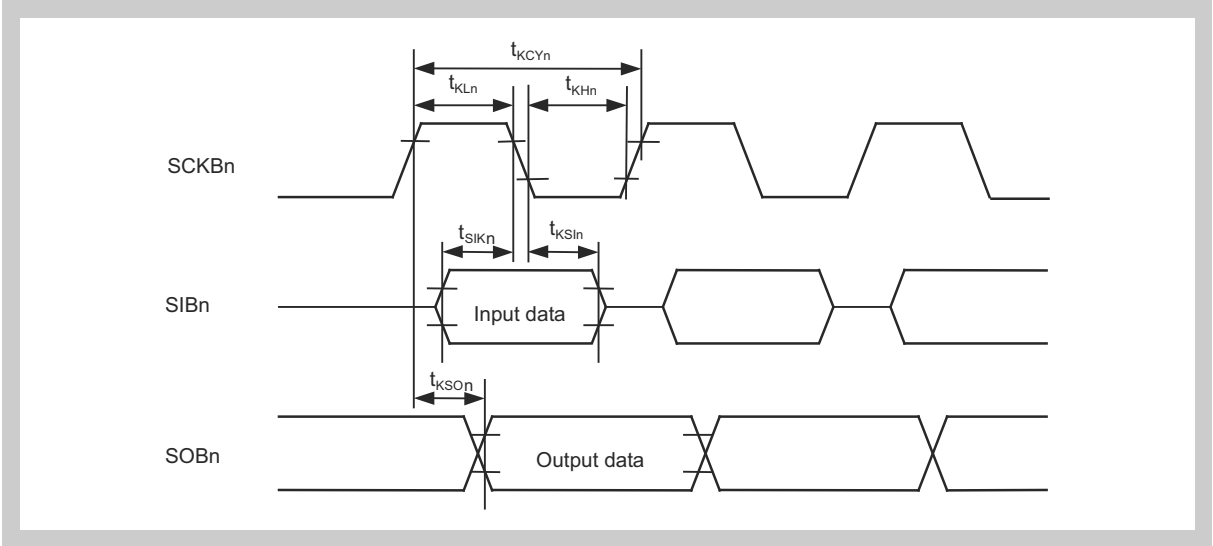 tKCYn
tKLn
tKHn
SCKBn
tSIKn
tKSIn
SIBn
Input data
tKSOn
SOBn
Output data